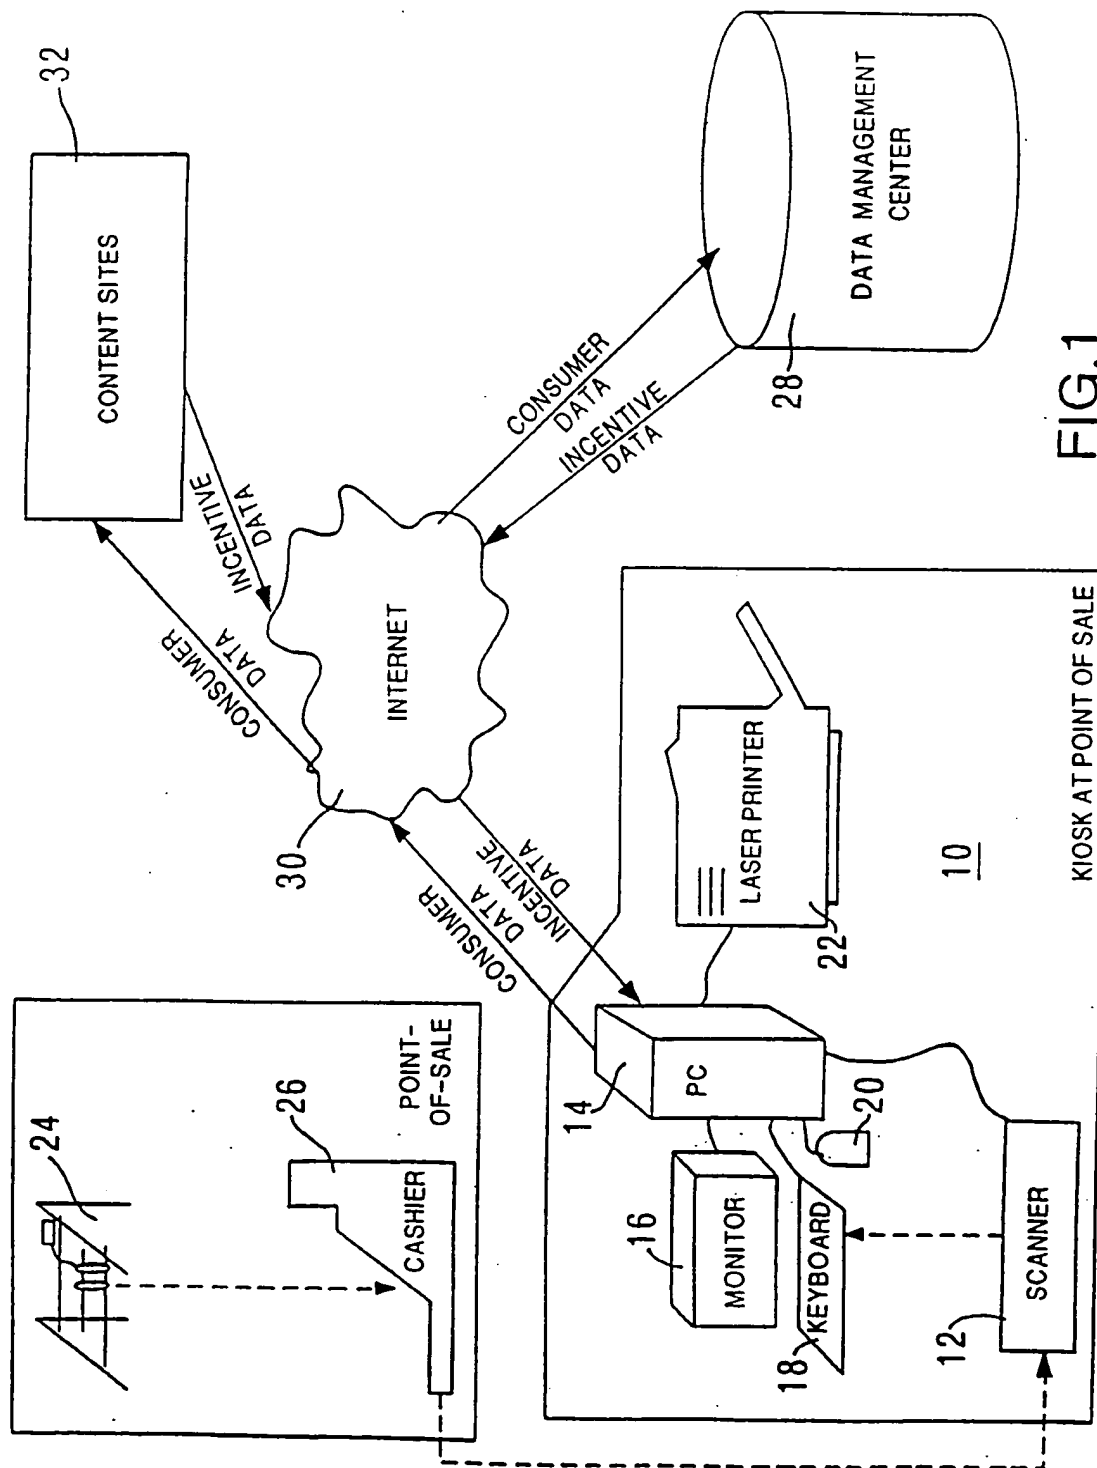 24
26
CASHIER
POINT-
OF-SALE
CONTENT SITES
32
CONSUMER
DATA
INCENTIVE
DATA
30
INTERNET
CONSUMER
DATA
INCENTIVE
DATA
CONSUMER
DATA
INCENTIVE
DATA
28
DATA MANAGEMENT
CENTER
14
PC
16
MONITOR
18
KEYBOARD
20
12
SCANNER
LASER PRINTER
22
10
KIOSK AT POINT OF SALE
FIG.1